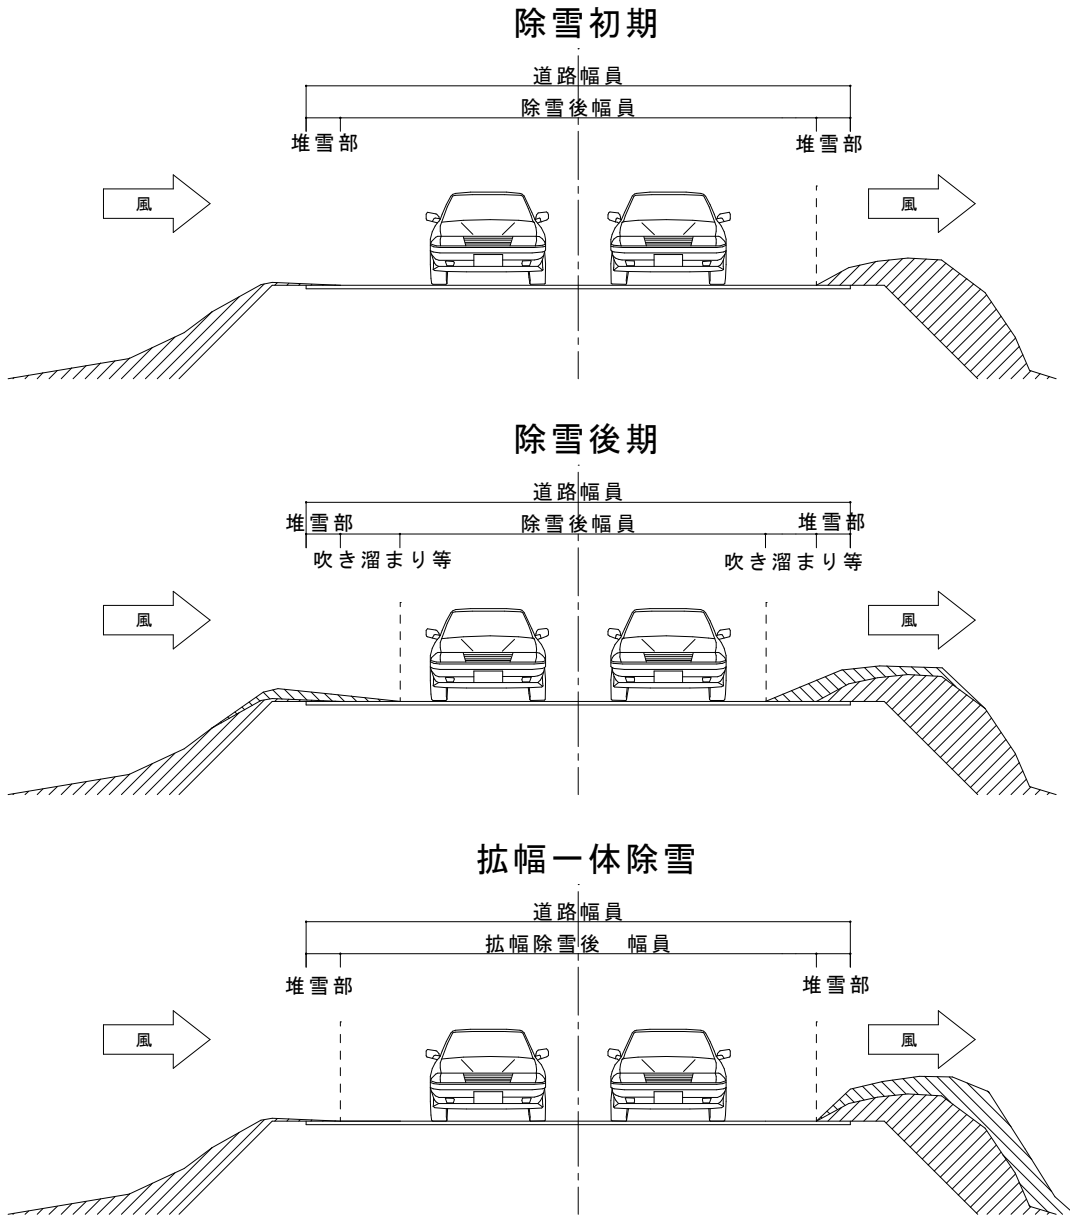 除雪初期
道路幅員
除雪後幅員
堆雪部 堆雪部
風 風
除雪後期
道路幅員
堆雪部 除雪後幅員 堆雪部
吹き溜まり等 吹き溜まり等
風 風
拡幅一体除雪
道路幅員
拡幅除雪後 幅員
堆雪部 堆雪部
風 風